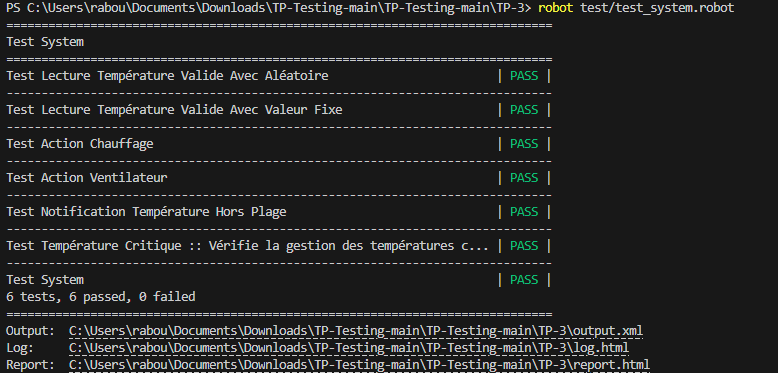 PS C:\Users\rabou\Documents\Downloads\TP-Testing-main\TP-Testing-main\TP-3> robot test/test_system.robot
==============================================================================
Test System
==============================================================================
Test Lecture Température Valide Avec Aléatoire | PASS |
------------------------------------------------------------------------------
Test Lecture Température Valide Avec Valeur Fixe | PASS |
------------------------------------------------------------------------------
Test Action Chauffage | PASS |
------------------------------------------------------------------------------
Test Action Ventilateur | PASS |
------------------------------------------------------------------------------
Test Notification Température Hors Plage | PASS |
------------------------------------------------------------------------------
Test Température Critique :: Vérifie la gestion des températures c... | PASS |
------------------------------------------------------------------------------
Test System | PASS |
6 tests, 6 passed, 0 failed
==============================================================================
Output: C:\Users\rabou\Documents\Downloads\TP-Testing-main\TP-Testing-main\TP-3\output.xml
Log: C:\Users\rabou\Documents\Downloads\TP-Testing-main\TP-Testing-main\TP-3\log.html
Report: C:\Users\rabou\Documents\Downloads\TP-Testing-main\TP-Testing-main\TP-3\report.html